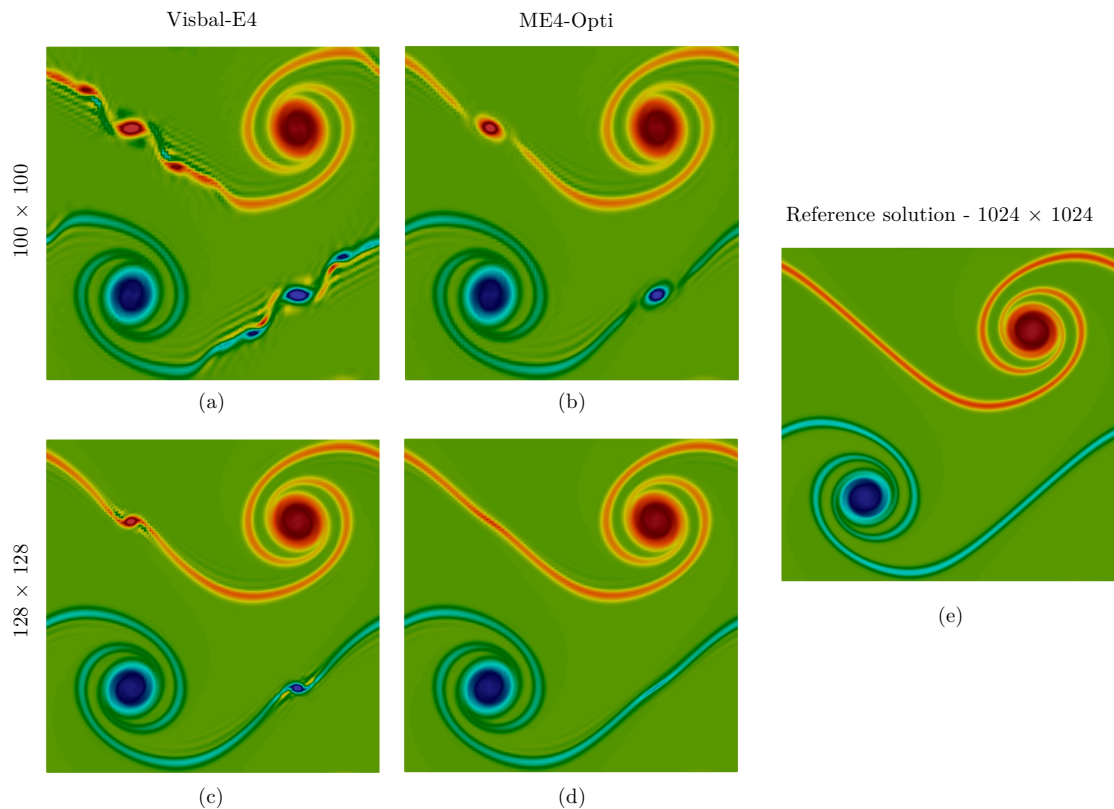 Visbal-E4
ME4-Opti
100 × 100
(a)
(b)
Reference solution - 1024 × 1024
128 × 128
(c)
(d)
(e)